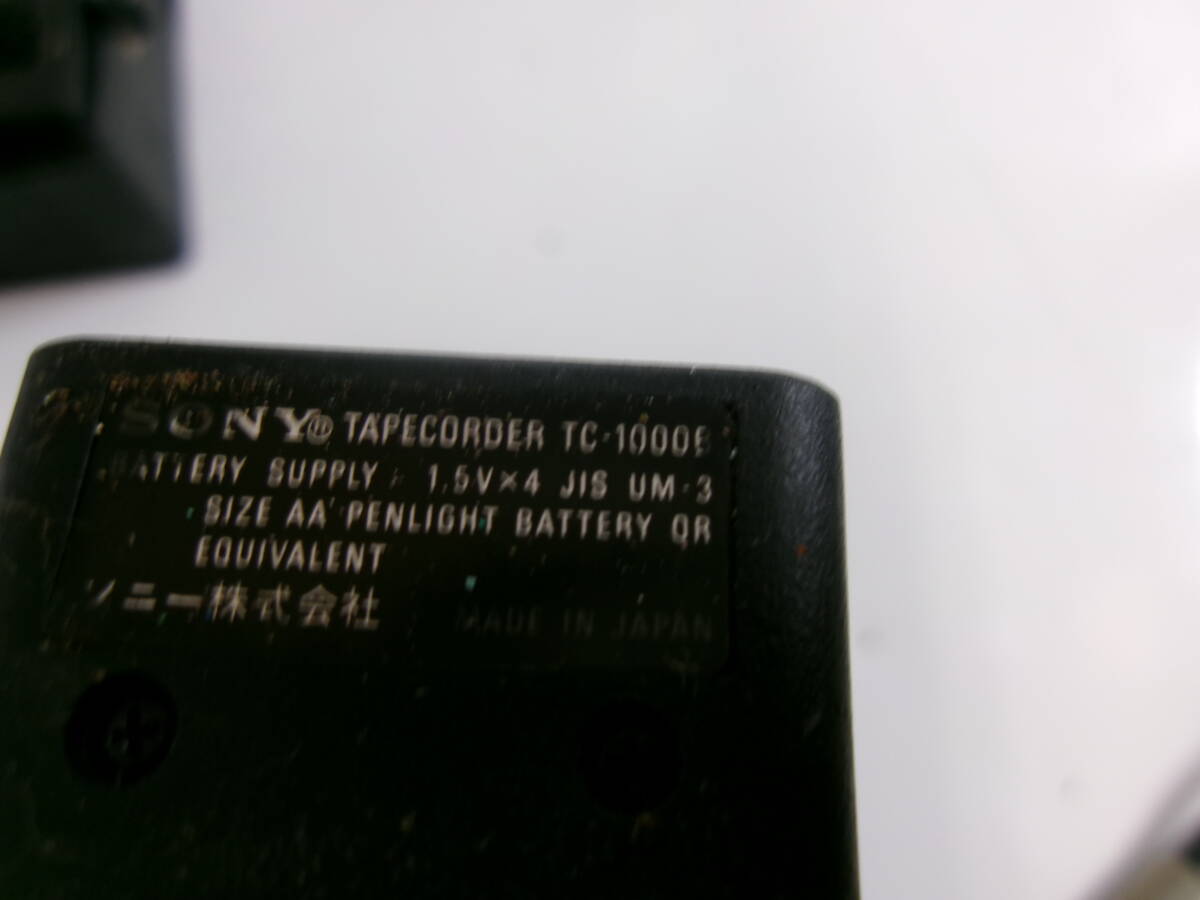 SONY® TAPECORDER TC-1000B
BATTERY SUPPLY : 1.5V×4 JIS UM-3
SIZE AA PENLIGHT BATTERY OR
EQUIVALENT
ソニー株式会社 MADE IN JAPAN